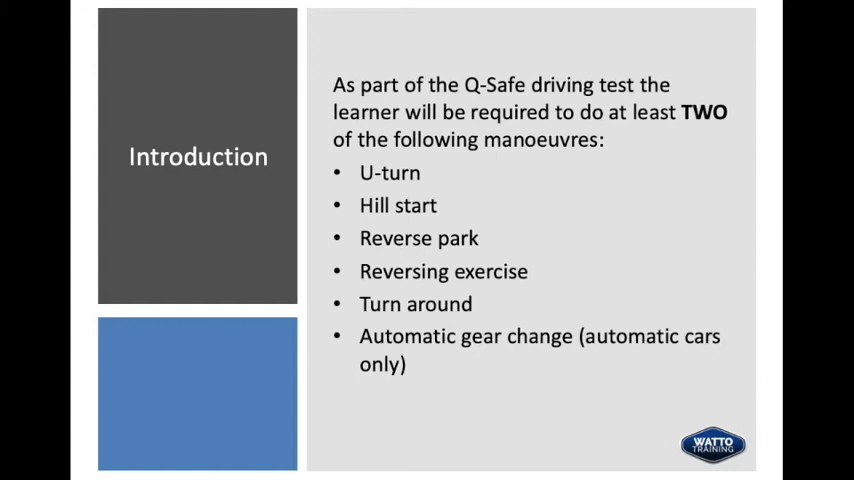 Introduction
As part of the Q-Safe driving test the
learner will be required to do at least TWO
of the following manoeuvres:
• U-turn
• Hill start
• Reverse park
• Reversing exercise
• Turn around
• Automatic gear change (automatic cars
only)
WATTO
TRAINING